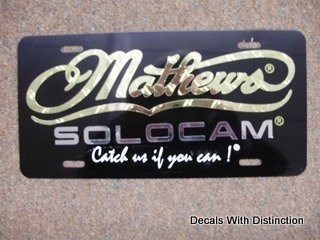 Mathews®
SOLOCAM®
Catch us if you can!®
Decals With Distinction